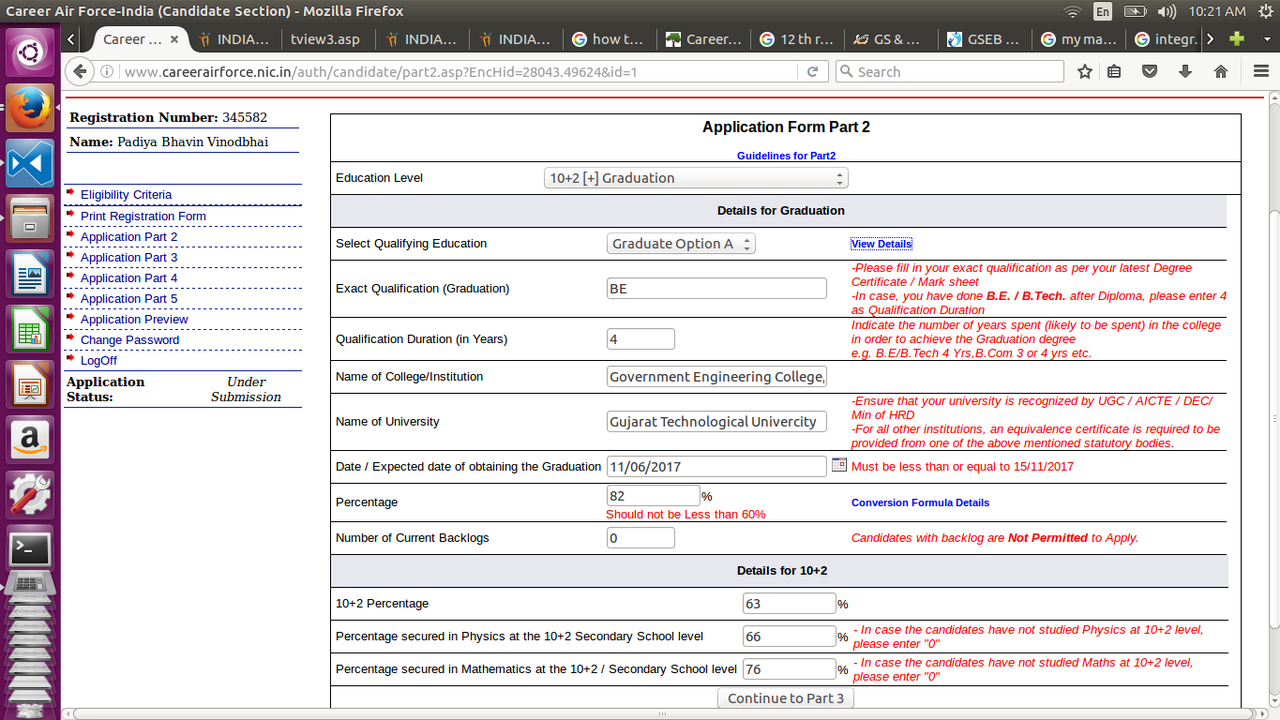 Career Air Force-India (Candidate Section) - Mozilla Firefox
En
10:21 AM
Career ...
INDIA...
tview3.asp
INDIA...
INDIA...
how t...
Career...
12 th r...
GS & ...
GSEB ...
my ma...
integr.
www.careerairforce.nic.in/auth/candidate/part2.asp?EncHid=28043.49624&id=1
Search
Registration Number: 345582
Name: Padiya Bhavin Vinodbhai
Eligibility Criteria
Print Registration Form
Application Part 2
Application Part 3
Application Part 4
Application Part 5
Application Preview
Change Password
LogOff
Application Status:
Under Submission
Application Form Part 2
Guidelines for Part2
Education Level
10+2 [+] Graduation
Details for Graduation
Select Qualifying Education
Graduate Option A
View Details
Exact Qualification (Graduation)
BE
-Please fill in your exact qualification as per your latest Degree
Certificate / Mark sheet
-In case, you have done B.E. / B.Tech. after Diploma, please enter 4
as Qualification Duration
Qualification Duration (in Years)
4
Indicate the number of years spent (likely to be spent) in the college
in order to achieve the Graduation degree
e.g. B.E/B.Tech 4 Yrs,B.Com 3 or 4 yrs etc.
Name of College/Institution
Government Engineering College,
Name of University
Gujarat Technological Univercity
-Ensure that your university is recognized by UGC / AICTE / DEC/
Min of HRD
-For all other institutions, an equivalence certificate is required to be
provided from one of the above mentioned statutory bodies.
Date / Expected date of obtaining the Graduation
11/06/2017
Must be less than or equal to 15/11/2017
Percentage
82 %
Should not be Less than 60%
Conversion Formula Details
Number of Current Backlogs
0
Candidates with backlog are Not Permitted to Apply.
Details for 10+2
10+2 Percentage
63 %
Percentage secured in Physics at the 10+2 Secondary School level
66 %
- In case the candidates have not studied Physics at 10+2 level,
please enter "0"
Percentage secured in Mathematics at the 10+2 / Secondary School level
76 %
- In case the candidates have not studied Maths at 10+2 level,
please enter "0"
Continue to Part 3